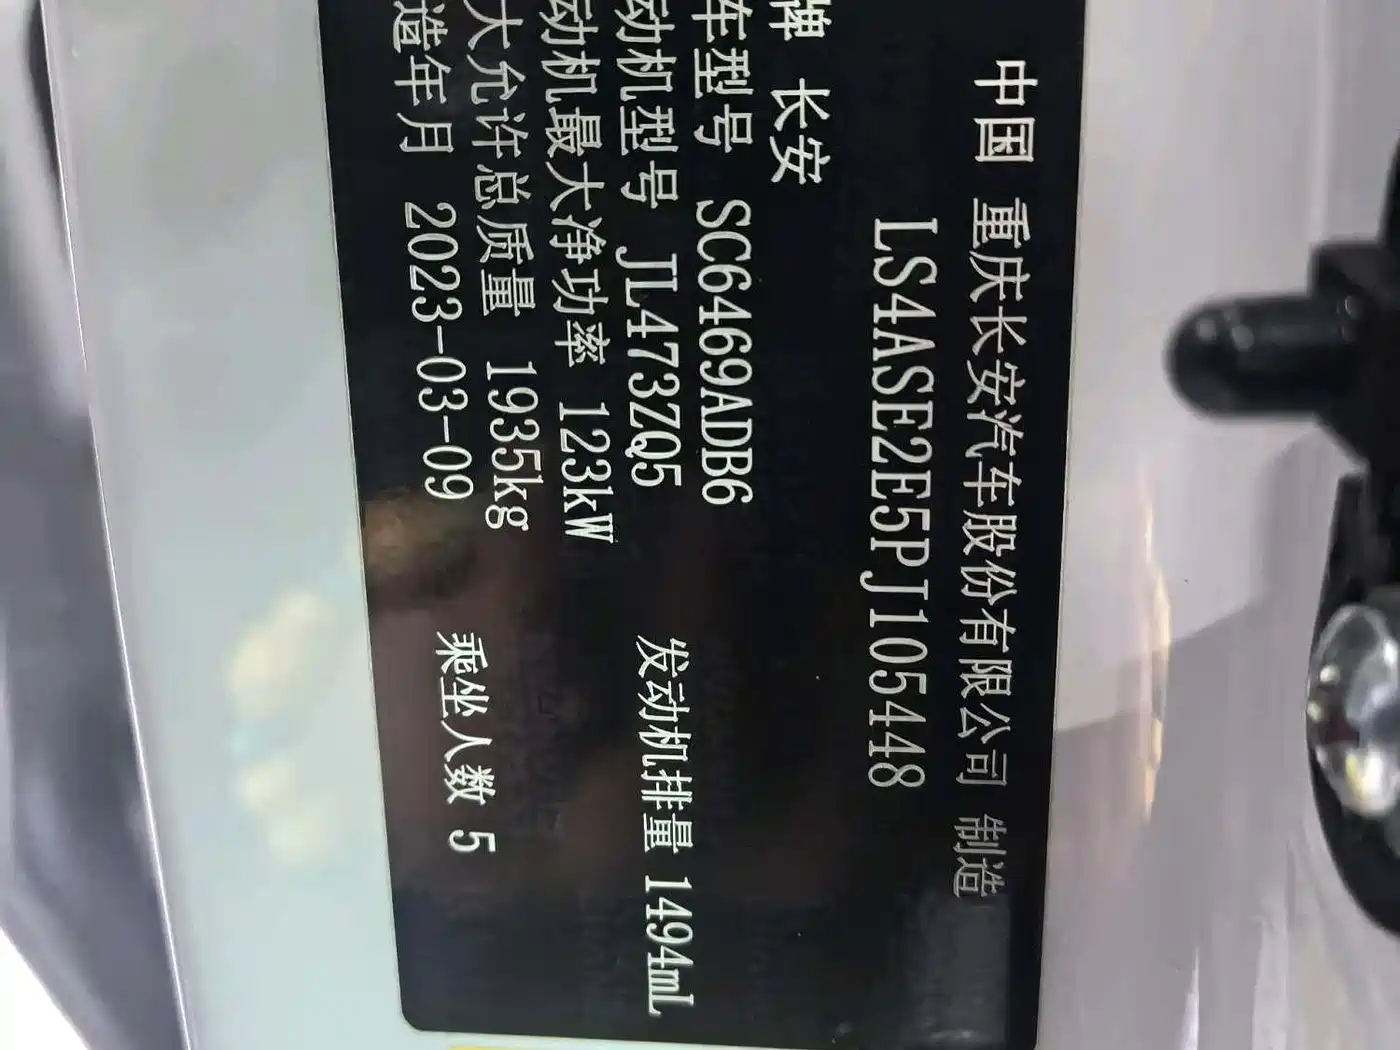 中国 重庆长安汽车股份有限公司 制造
LS4ASE2E5PJ105448
牌 长安
车型号 SC6469ADB6
动机型号 JL473ZQ5 发动机排量 1494mL
动机最大净功率 123kW
大允许总质量 1935kg 乘坐人数 5
造年月 2023-03-09